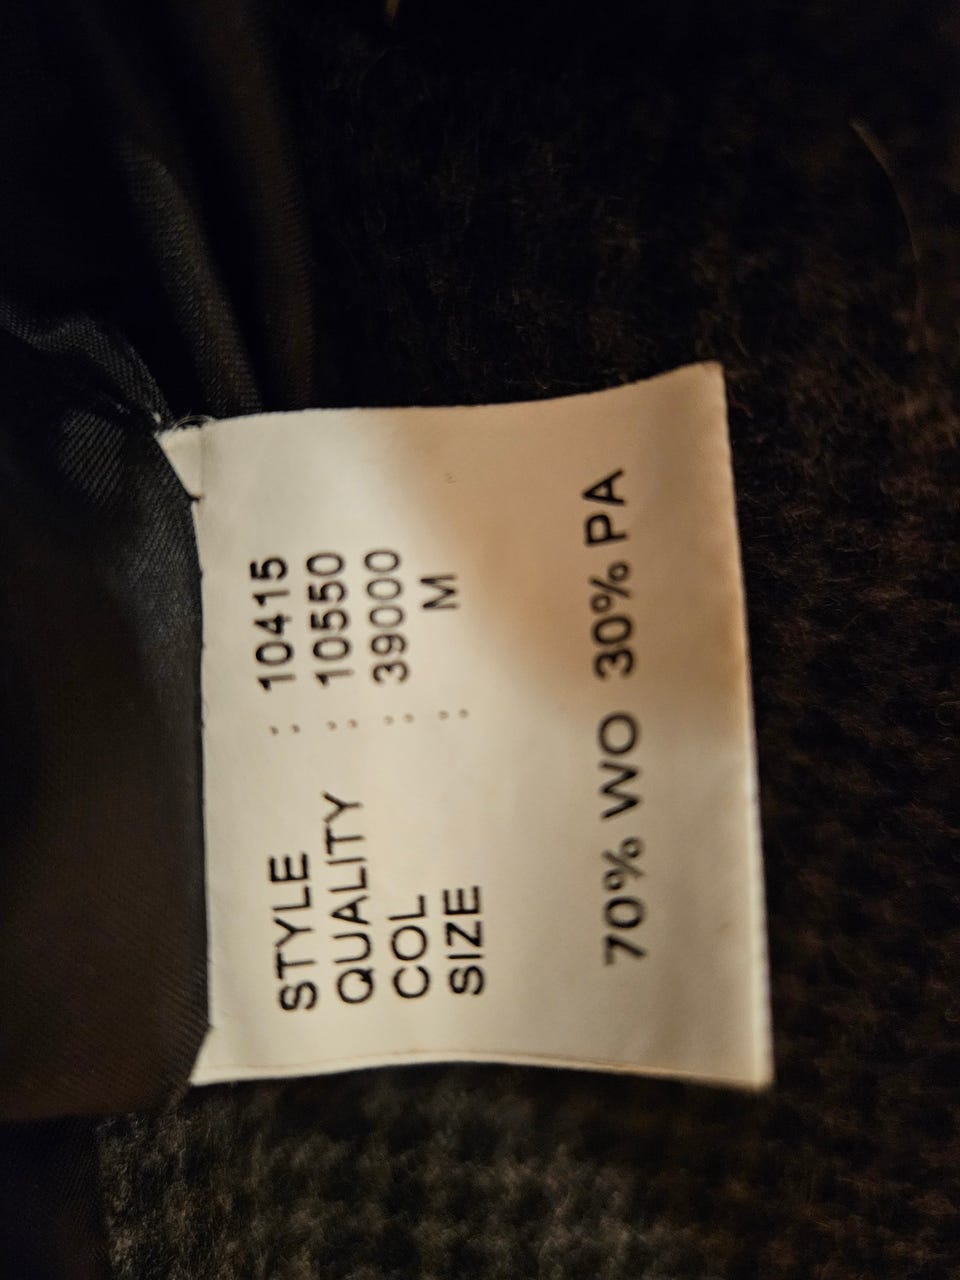 STYLE : 10415
QUALITY : 10550
COL : 39000
SIZE : M
70% WO 30% PA